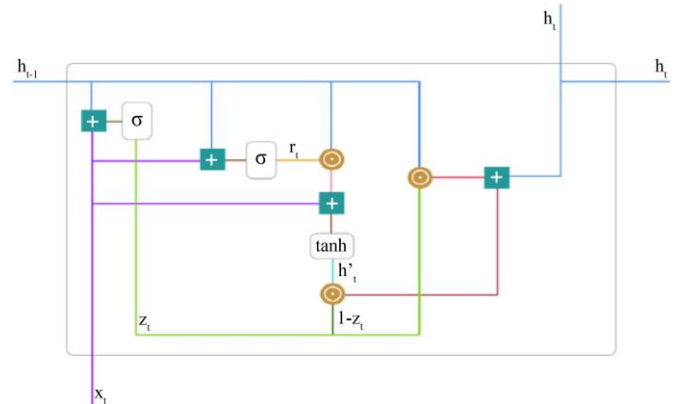 h_t
h_{t-1}
h_t
+
σ
+
σ
r_t
+
+
tanh
h'_t
z_t
1-z_t
x_t